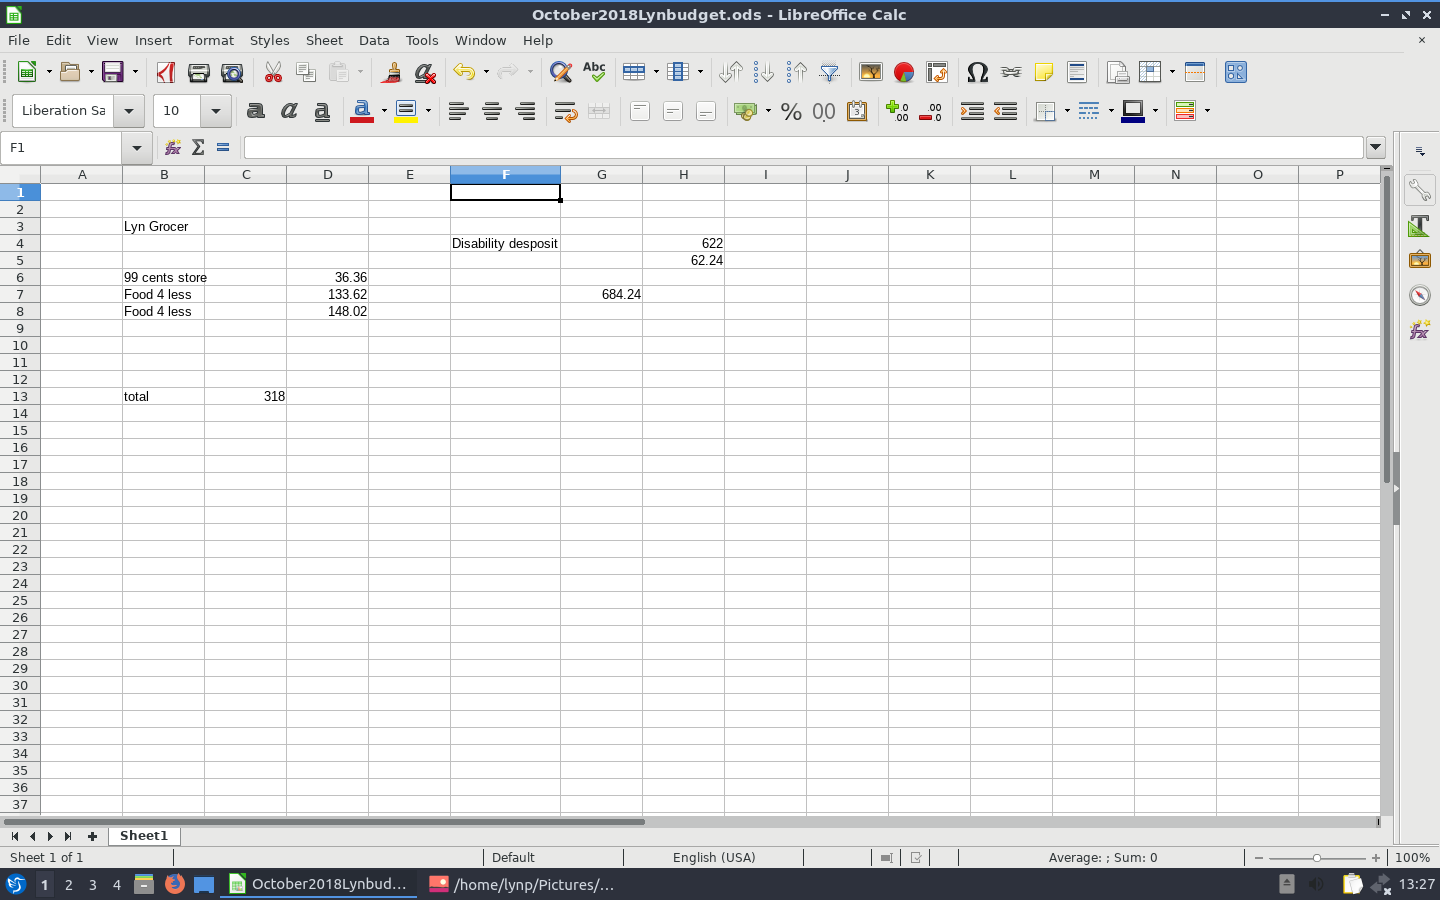 October2018Lynbudget.ods - LibreOffice Calc
File Edit View Insert Format Styles Sheet Data Tools Window Help
Liberation Sa 10
F1
A B C D E F G H I J K L M N O P
1
2
3 Lyn Grocer
4 Disability desposit 622
5 62.24
6 99 cents store 36.36
7 Food 4 less 133.62 684.24
8 Food 4 less 148.02
9
10
11
12
13 total 318
14
15
16
17
18
19
20
21
22
23
24
25
26
27
28
29
30
31
32
33
34
35
36
37
Sheet1
Sheet 1 of 1 Default English (USA) Average: ; Sum: 0 100%
1 2 3 4 October2018Lynbud... /home/lynp/Pictures/... 13:27